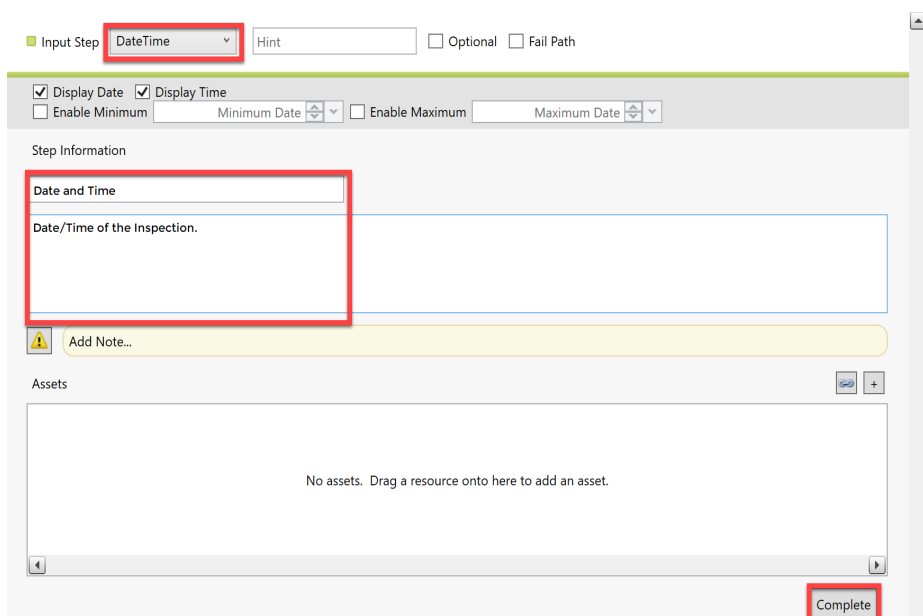 Input Step DateTime Hint Optional Fail Path
Display Date Display Time
Enable Minimum Minimum Date Enable Maximum Maximum Date
Step Information
Date and Time
Date/Time of the Inspection.
Add Note...
Assets +
No assets. Drag a resource onto here to add an asset.
Complete